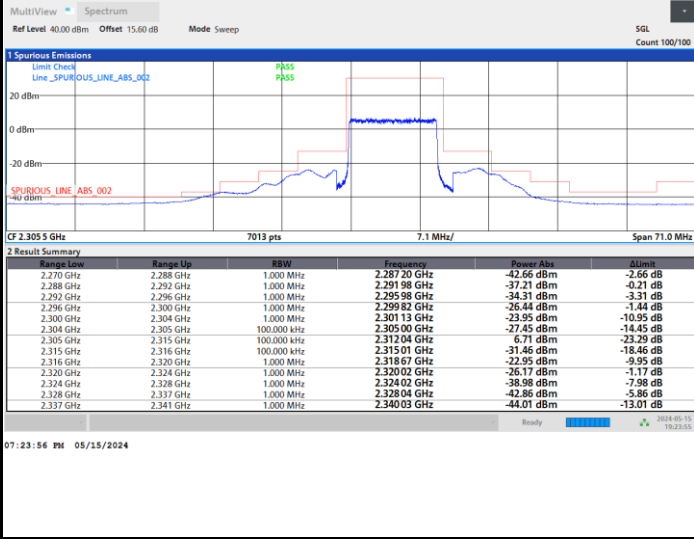 MultiView Spectrum
Ref Level 40.00 dBm Offset 15.60 dB Mode Sweep SGL
Count 100/100
1 Spurious Emissions
Limit Check PASS
Line _SPURIOUS_LINE_ABS_002 PASS
20 dBm
0 dBm
-20 dBm
SPURIOUS_LINE_ABS_002
-40 dBm
CF 2.305 5 GHz 7013 pts 7.1 MHz/ Span 71.0 MHz
2 Result Summary
Range Low Range Up RBW Frequency Power Abs ΔLimit
2.270 GHz 2.288 GHz 1.000 MHz 2.287 20 GHz -42.66 dBm -2.66 dB
2.288 GHz 2.292 GHz 1.000 MHz 2.291 98 GHz -37.21 dBm -0.21 dB
2.292 GHz 2.296 GHz 1.000 MHz 2.295 98 GHz -34.31 dBm -3.31 dB
2.296 GHz 2.300 GHz 1.000 MHz 2.299 82 GHz -26.44 dBm -1.44 dB
2.300 GHz 2.304 GHz 1.000 MHz 2.301 13 GHz -23.95 dBm -10.95 dB
2.304 GHz 2.305 GHz 100.000 kHz 2.305 00 GHz -27.45 dBm -14.45 dB
2.305 GHz 2.315 GHz 100.000 kHz 2.312 04 GHz 6.71 dBm -23.29 dB
2.315 GHz 2.316 GHz 100.000 kHz 2.315 01 GHz -31.46 dBm -18.46 dB
2.316 GHz 2.320 GHz 1.000 MHz 2.318 67 GHz -22.95 dBm -9.95 dB
2.320 GHz 2.324 GHz 1.000 MHz 2.320 02 GHz -26.17 dBm -1.17 dB
2.324 GHz 2.328 GHz 1.000 MHz 2.324 02 GHz -38.98 dBm -7.98 dB
2.328 GHz 2.337 GHz 1.000 MHz 2.328 04 GHz -42.86 dBm -5.86 dB
2.337 GHz 2.341 GHz 1.000 MHz 2.340 03 GHz -44.01 dBm -13.01 dB
Ready 2024-05-15
19:23:55
07:23:56 PM 05/15/2024